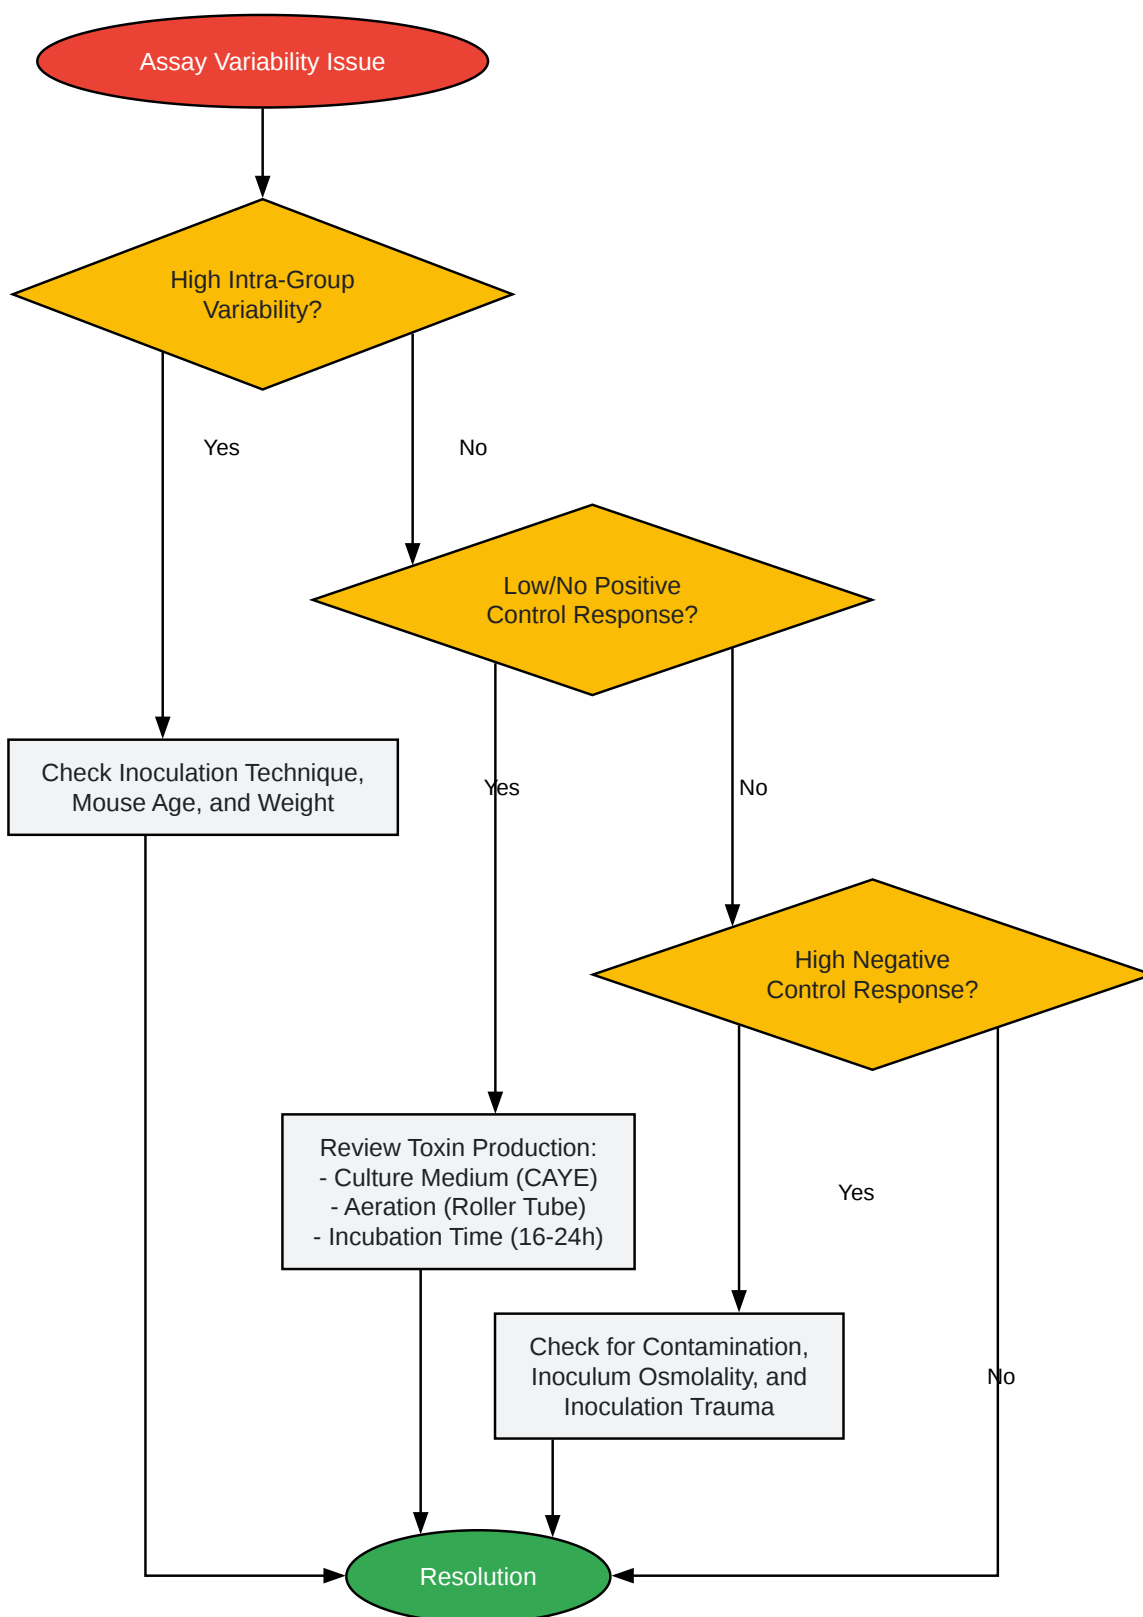 Assay Variability Issue
High Intra-Group
Variability?
Yes
No
Low/No Positive
Control Response?
Check Inoculation Technique,
Mouse Age, and Weight
Yes
No
High Negative
Control Response?
Review Toxin Production:
- Culture Medium (CAYE)
- Aeration (Roller Tube)
- Incubation Time (16-24h)
Yes
Check for Contamination,
Inoculum Osmolality, and
Inoculation Trauma
No
Resolution